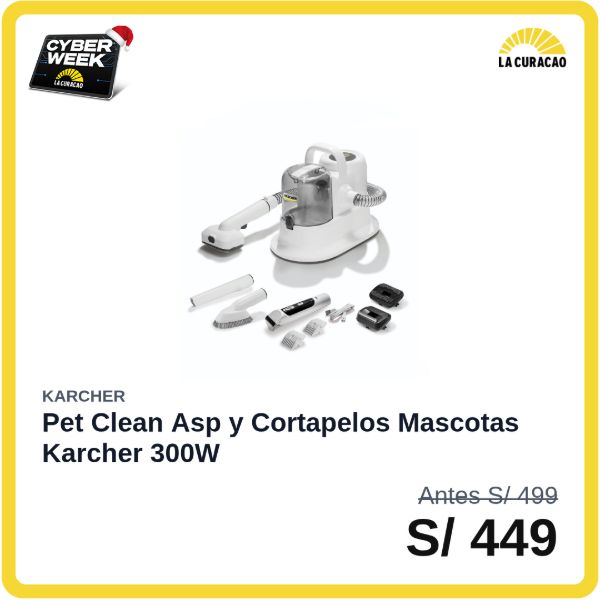 CYBER
WEEK
LA CURACAO
LA CURACAO
KARCHER
Pet Clean Asp y Cortapelos Mascotas
Karcher 300W
Antes S/ 499
S/ 449